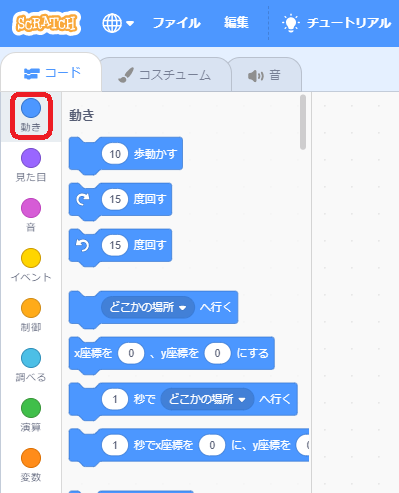 SCRATCH ファイル 編集 チュートリアル
コード コスチューム 音
動き
見た目
音
イベント
制御
調べる
演算
変数
動き
10 歩動かす
15 度回す
15 度回す
どこかの場所 へ行く
x座標を 0 、y座標を 0 にする
1 秒で どこかの場所 へ行く
1 秒でx座標を 0 に、y座標を